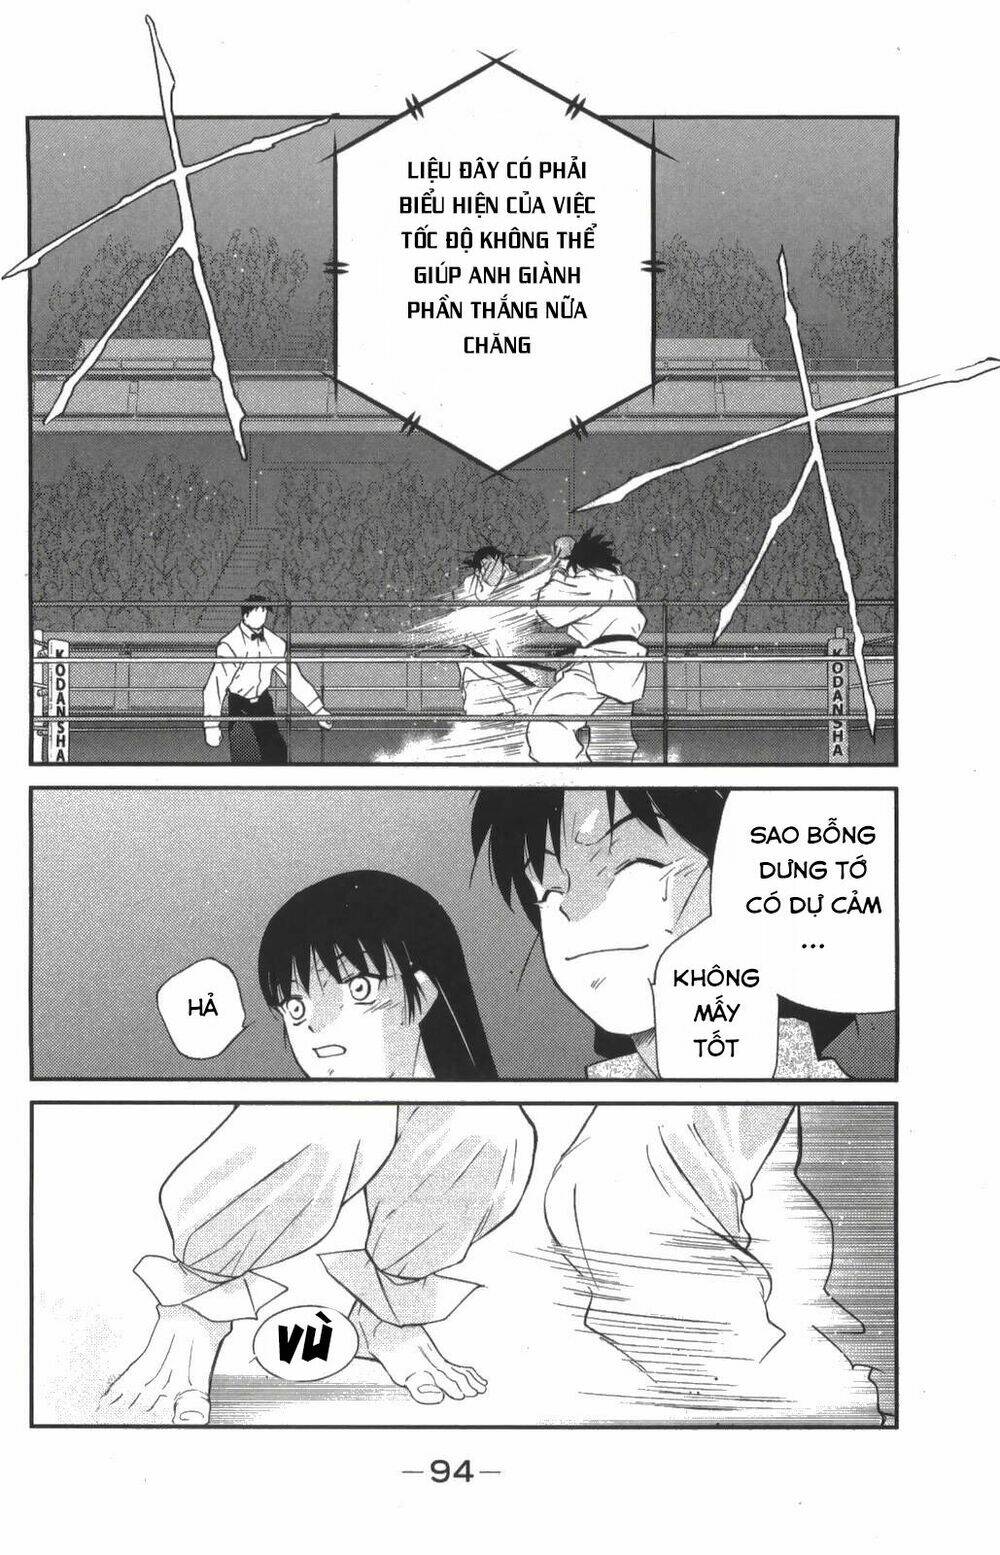 LIỆU ĐÂY CÓ PHẢI
BIỂU HIỆN CỦA VIỆC
TỐC ĐỘ KHÔNG THỂ
GIÚP ANH GIÀNH
PHẦN THẮNG NỮA
CHĂNG
KODANSHA
KODANSHA
SAO BỖNG
DƯNG TỚ
CÓ DỰ CẢM
...
KHÔNG
MẤY
TỐT
HẢ
VÙ
—94—